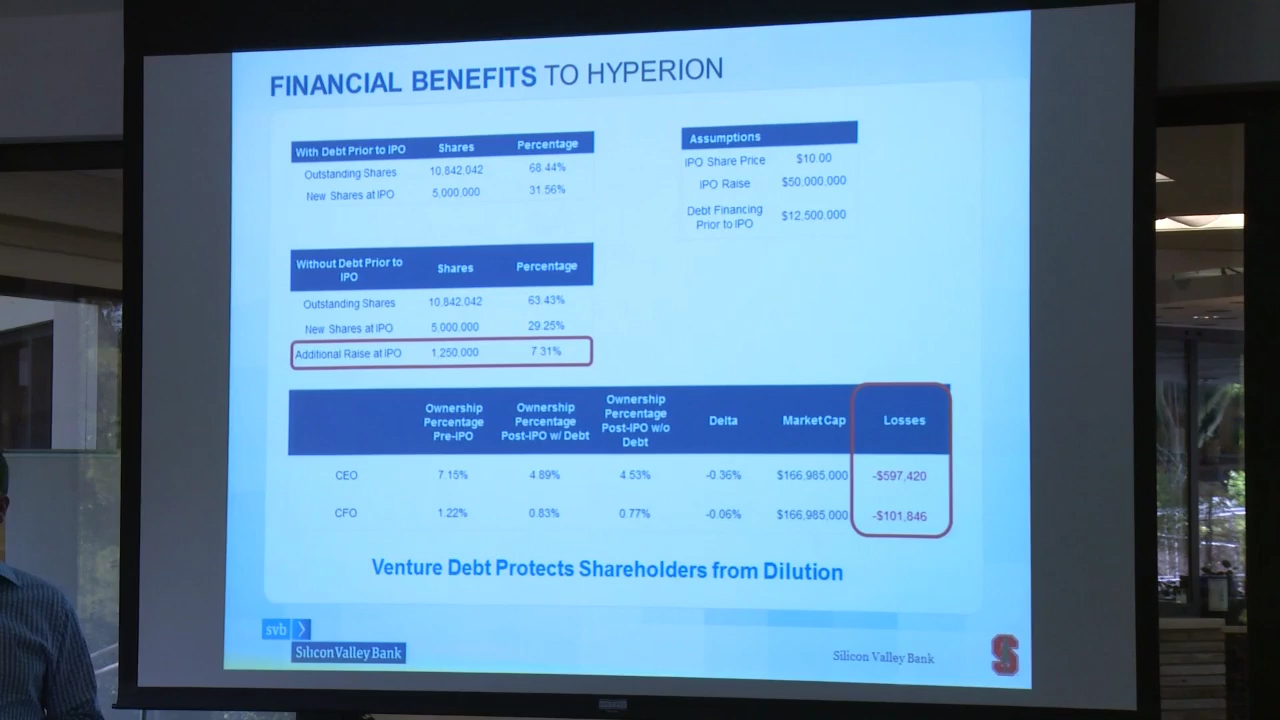 FINANCIAL BENEFITS TO HYPERION
With Debt Prior to IPO Shares Percentage
Outstanding Shares 10,842,042 68.44%
New Shares at IPO 5,000,000 31.56%
Assumptions
IPO Share Price $10.00
IPO Raise $50,000,000
Debt Financing
Prior to IPO $12,500,000
Without Debt Prior to
IPO Shares Percentage
Outstanding Shares 10,842,042 63.43%
New Shares at IPO 5,000,000 29.25%
Additional Raise at IPO 1,250,000 7.31%
Ownership
Percentage
Pre-IPO
Ownership
Percentage
Post-IPO w/ Debt
Ownership
Percentage
Post-IPO w/o
Debt
Delta
Market Cap
Losses
CEO 7.15% 4.89% 4.53% -0.36% $166,985,000 -$597,420
CFO 1.22% 0.83% 0.77% -0.06% $166,985,000 -$101,846
Venture Debt Protects Shareholders from Dilution
svb
Silicon Valley Bank
Silicon Valley Bank
S